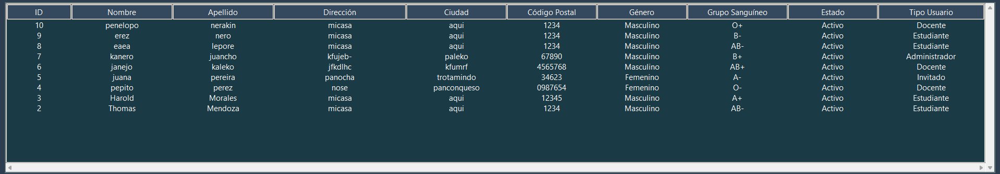 ID Nombre Apellido Dirección Ciudad Código Postal Género Grupo Sanguíneo Estado Tipo Usuario
10 penelopo nerakin micasa aqui 1234 Masculino O+ Activo Docente
9 erez nero micasa aqui 1234 Masculino B- Activo Estudiante
8 eaea lepore micasa aqui 1234 Masculino AB- Activo Estudiante
7 kanero juancho kfujeb- paleko 67890 Masculino B+ Activo Administrador
6 janejo kaleko jfkdlhc kfumrf 4565768 Masculino AB+ Activo Docente
5 juana pereira panocha trotamindo 34623 Femenino A- Activo Invitado
4 pepito perez nose panconqueso 0987654 Femenino O- Activo Docente
3 Harold Morales micasa aqui 12345 Masculino A+ Activo Estudiante
2 Thomas Mendoza micasa aqui 1234 Masculino AB- Activo Estudiante